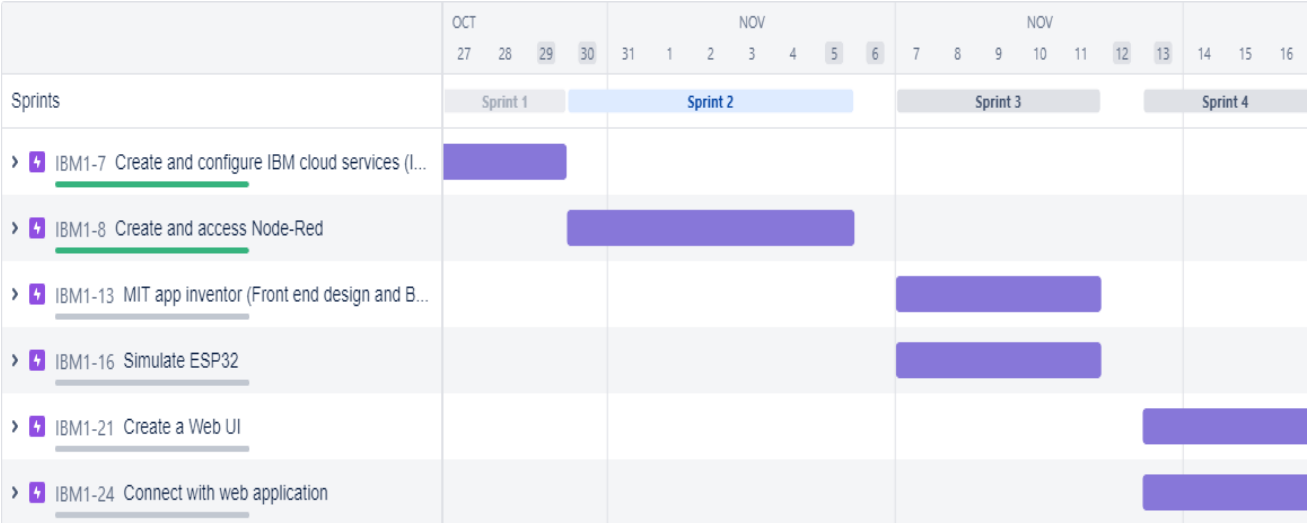 OCT NOV NOV
27 28 29 30 31 1 2 3 4 5 6 7 8 9 10 11 12 13 14 15 16
Sprints Sprint 1 Sprint 2 Sprint 3 Sprint 4
IBM1-7 Create and configure IBM cloud services (I...
IBM1-8 Create and access Node-Red
IBM1-13 MIT app inventor (Front end design and B...
IBM1-16 Simulate ESP32
IBM1-21 Create a Web UI
IBM1-24 Connect with web application